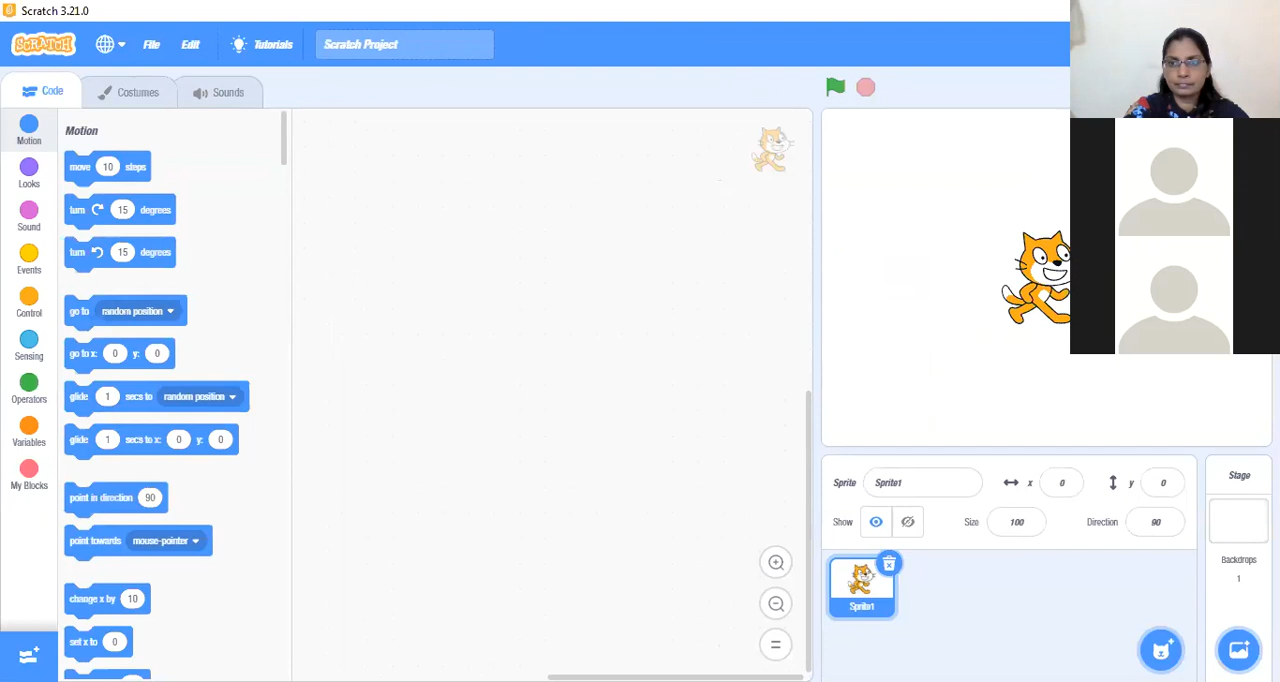 Scratch 3.21.0
SCRATCH File Edit Tutorials Scratch Project
Code Costumes Sounds
Motion
Looks
Sound
Events
Control
Sensing
Operators
Variables
My Blocks
Motion
move 10 steps
turn 15 degrees
turn 15 degrees
go to random position
go to x: 0 y: 0
glide 1 secs to random position
glide 1 secs to x: 0 y: 0
point in direction 90
point towards mouse-pointer
change x by 10
set x to 0
Sprite Sprite1 x 0 y 0
Show Size 100 Direction 90
Sprite1
Stage
Backdrops
1